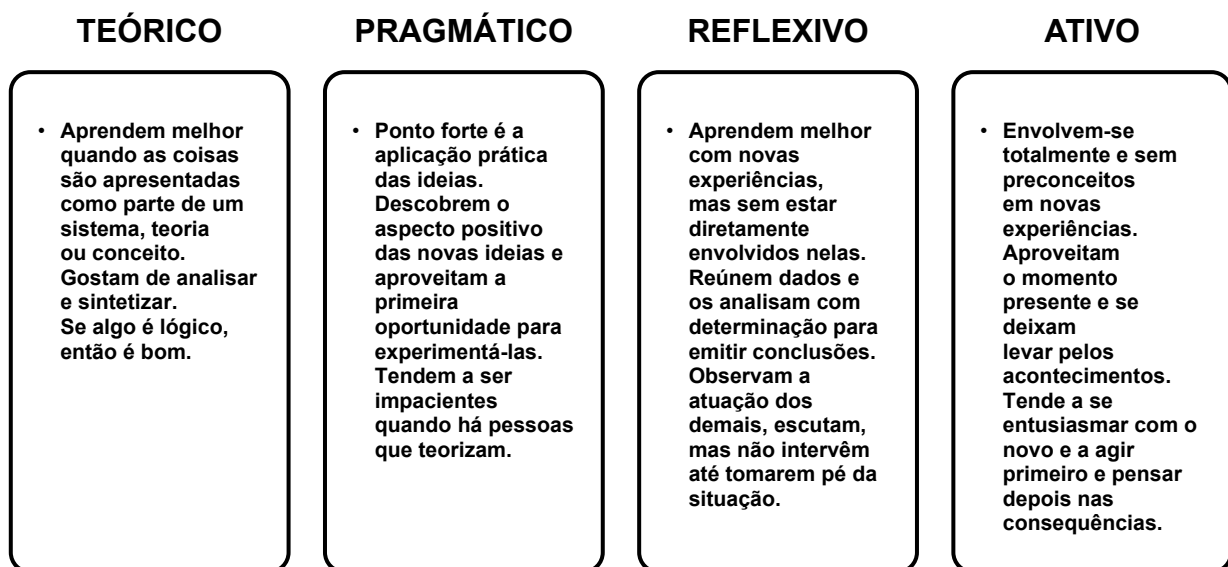 TEÓRICO
• Aprendem melhor
quando as coisas
são apresentadas
como parte de um
sistema, teoria
ou conceito.
Gostam de analisar
e sintetizar.
Se algo é lógico,
então é bom.
PRAGMÁTICO
• Ponto forte é a
aplicação prática
das ideias.
Descobrem o
aspecto positivo
das novas ideias e
aproveitam a
primeira
oportunidade para
experimentá-las.
Tendem a ser
impacientes
quando há pessoas
que teorizam.
REFLEXIVO
• Aprendem melhor
com novas
experiências,
mas sem estar
diretamente
envolvidos nelas.
Reúnem dados e
os analisam com
determinação para
emitir conclusões.
Observam a
atuação dos
demais, escutam,
mas não intervêm
até tomarem pé da
situação.
ATIVO
• Envolvem-se
totalmente e sem
preconceitos
em novas
experiências.
Aproveitam
o momento
presente e se
deixam
levar pelos
acontecimentos.
Tende a se
entusiasmar com o
novo e a agir
primeiro e pensar
depois nas
consequências.